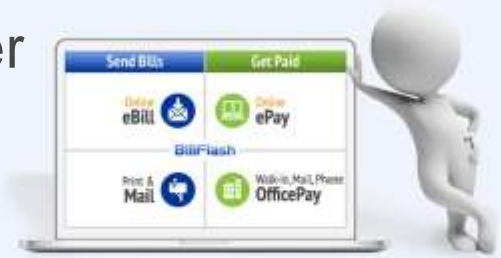 er
Send Bills
Get Paid
Online
eBill
Online
ePay
BillFlash
Print &
Mail
Walk-in, Mail, Phone
OfficePay